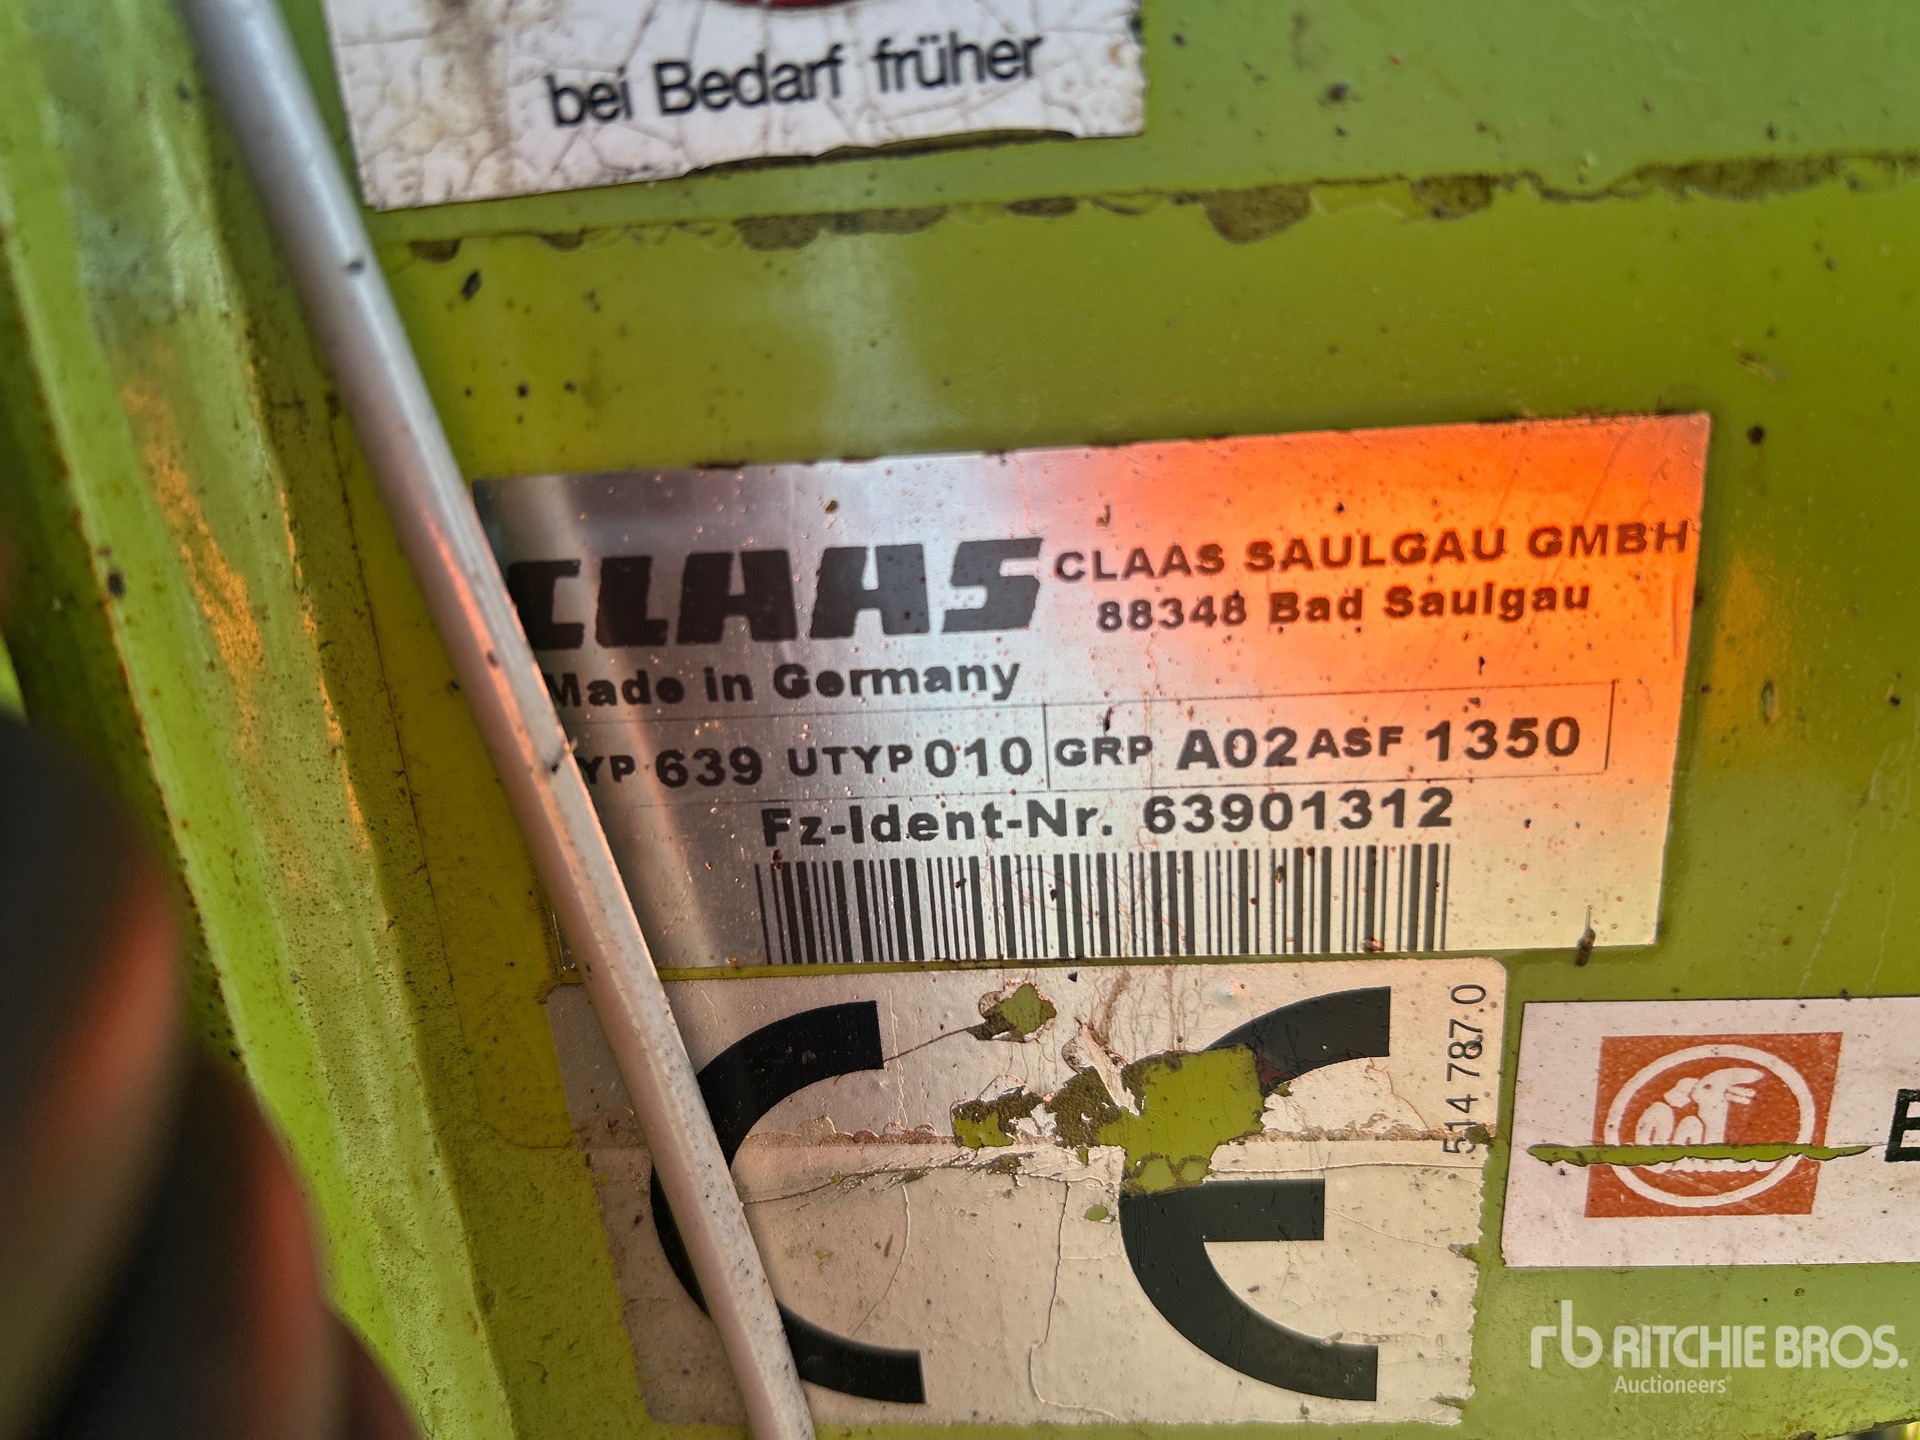 bei Bedarf früher
CLAAS
CLAAS SAULGAU GMBH
88348 Bad Saulgau
Made in Germany
YP 639 UTYP 010 GRP A02 ASF 1350
Fz-Ident-Nr. 63901312
CE
514 787.0
rb RITCHIE BROS.
Auctioneers